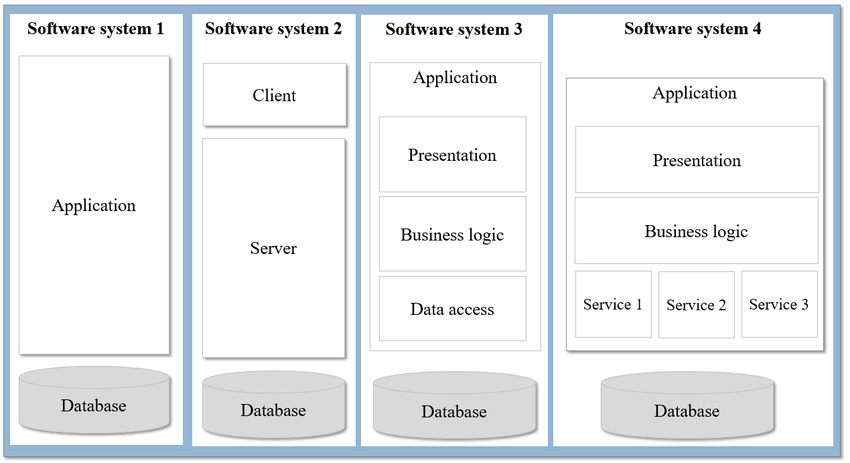 Software system 1
Application
Database
Software system 2
Client
Server
Database
Software system 3
Application
Presentation
Business logic
Data access
Database
Software system 4
Application
Presentation
Business logic
Service 1
Service 2
Service 3
Database